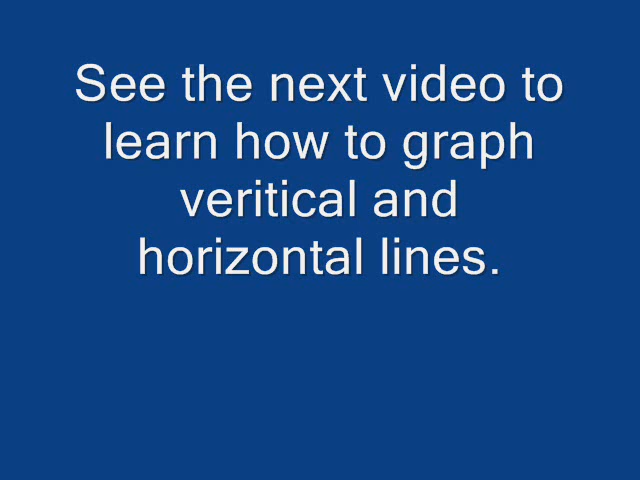 See the next video to
learn how to graph
veritical and
horizontal lines.